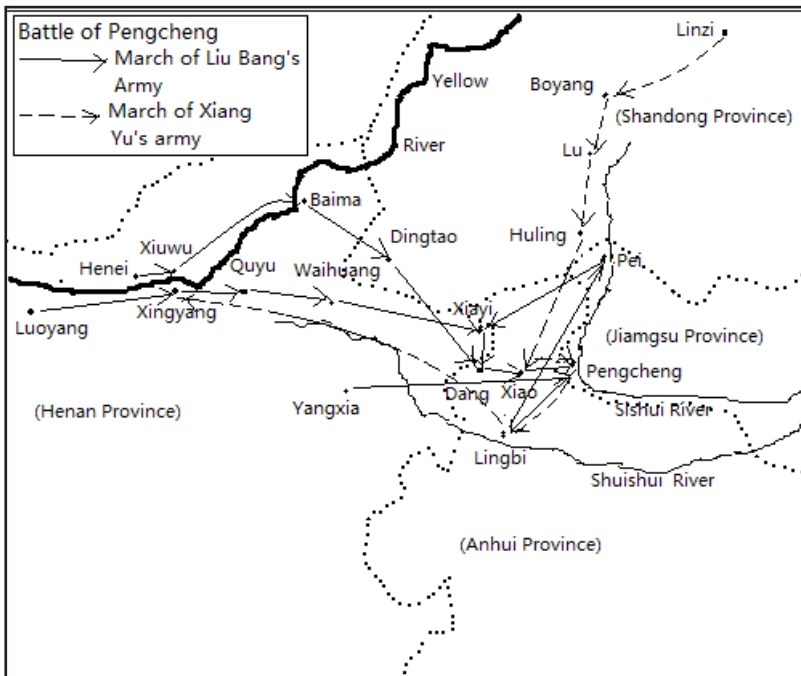 Battle of Pengcheng
March of Liu Bang's
Army
March of Xiang
Yu's army
Linzi
Yellow
Boyang
(Shandong Province)
River
Lu
Baima
Dingtao
Huling
Xiuwu
Pei
Henei
Quyu
Waihuang
Xingyang
Xiayi
Luoyang
(Jiamgsu Province)
Pengcheng
Dang
Xiao
Yangxia
(Henan Province)
Sishui River
Lingbi
Shuishui River
(Anhui Province)